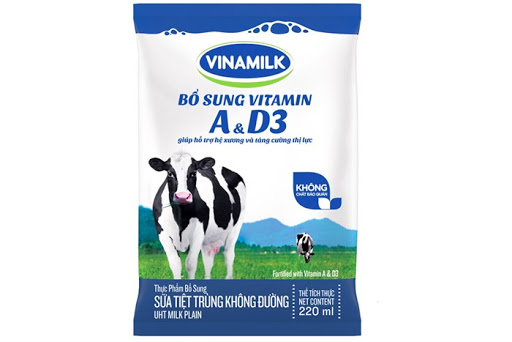 VINAMILK
BỔ SUNG VITAMIN
A & D3
giúp hỗ trợ hệ xương và tăng cường thị lực
KHÔNG
CHẤT BẢO QUẢN
Fortified with Vitamin A & D3
Thực Phẩm Bổ Sung
SỮA TIỆT TRÙNG KHÔNG ĐƯỜNG
UHT MILK PLAIN
THỂ TÍCH THỰC
NET CONTENT
220 ml